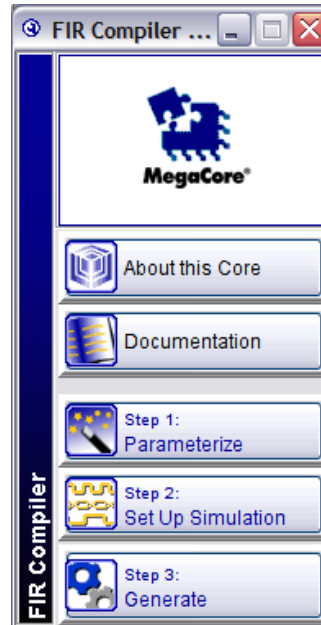 FIR Compiler ...
MegaCore®
About this Core
Documentation
Step 1:
Parameterize
Step 2:
Set Up Simulation
Step 3:
Generate
FIR Compiler